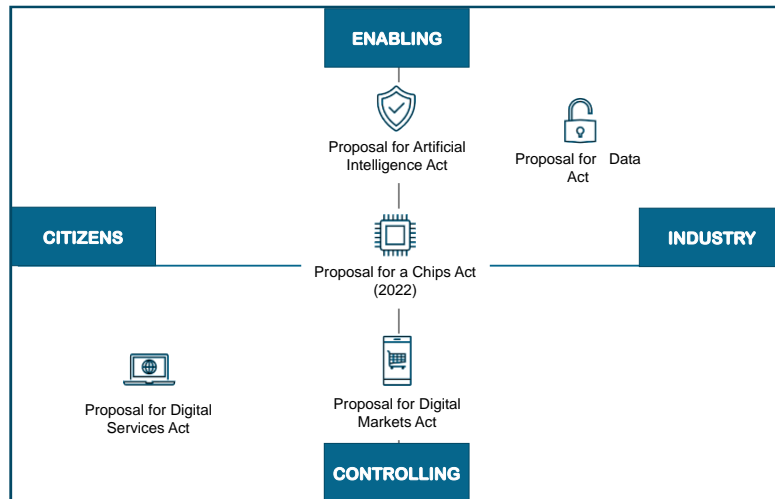 ENABLING
Proposal for Artificial
Intelligence Act
Proposal for Data
Act
CITIZENS
INDUSTRY
Proposal for a Chips Act
(2022)
Proposal for Digital
Services Act
Proposal for Digital
Markets Act
CONTROLLING